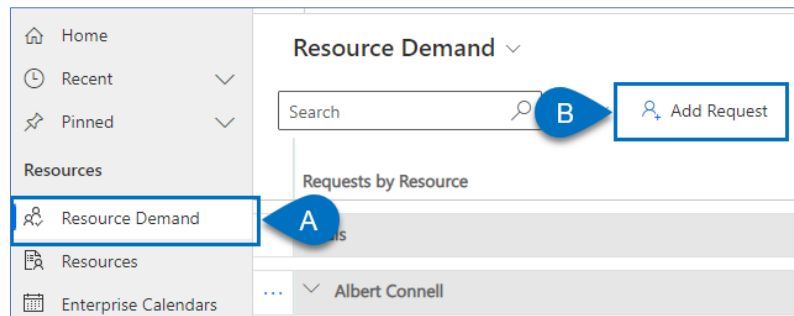 Home
Recent
Pinned
Resources
Resource Demand
Resources
Enterprise Calendars
A
Resource Demand
Search
B
Add Request
Requests by Resource
... Albert Connell